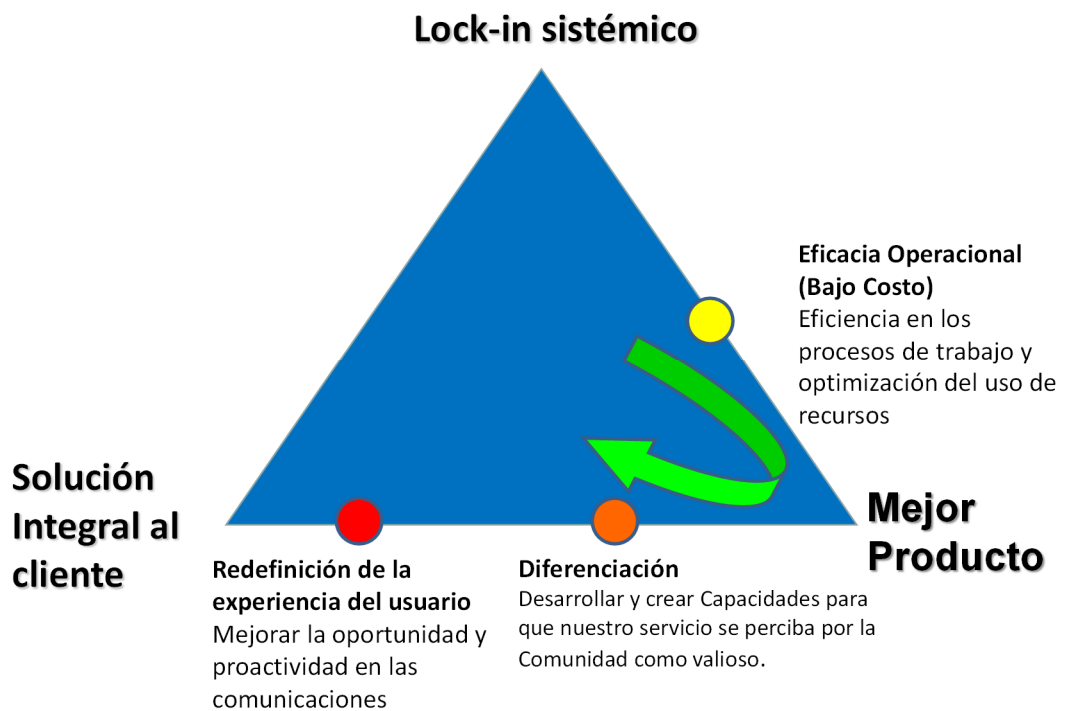 Lock-in sistémico
Eficacia Operacional
(Bajo Costo)
Eficiencia en los
procesos de trabajo y
optimización del uso de
recursos
Solución
Integral al
cliente
Mejor
Producto
Redefinición de la
experiencia del usuario
Mejorar la oportunidad y
proactividad en las
comunicaciones
Diferenciación
Desarrollar y crear Capacidades para
que nuestro servicio se perciba por la
Comunidad como valioso.